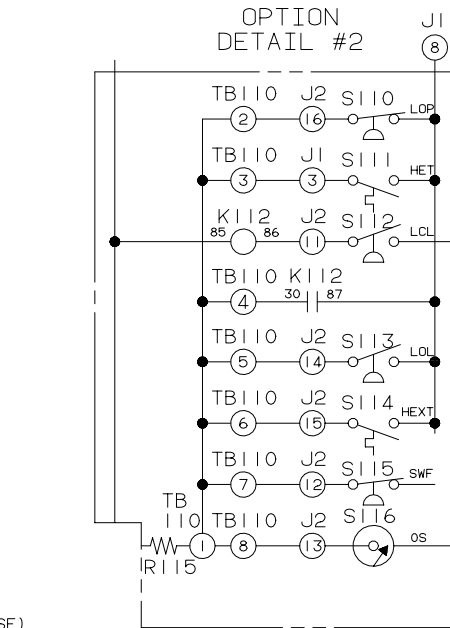 OPTION
DETAIL #2
J1
8
TB110 J2 S110 LOP
2 16
TB110 J1 S111 HET
3 3
K112 J2 S112 LCL
85 86 11
TB110 K112
4 30 87
TB110 J2 S113 LOL
5 14
TB110 J2 S114 HEXT
6 15
TB110 J2 S115 SWF
7 12
TB
110 TB110 J2 S116 OS
1 8 13
R115
SE)